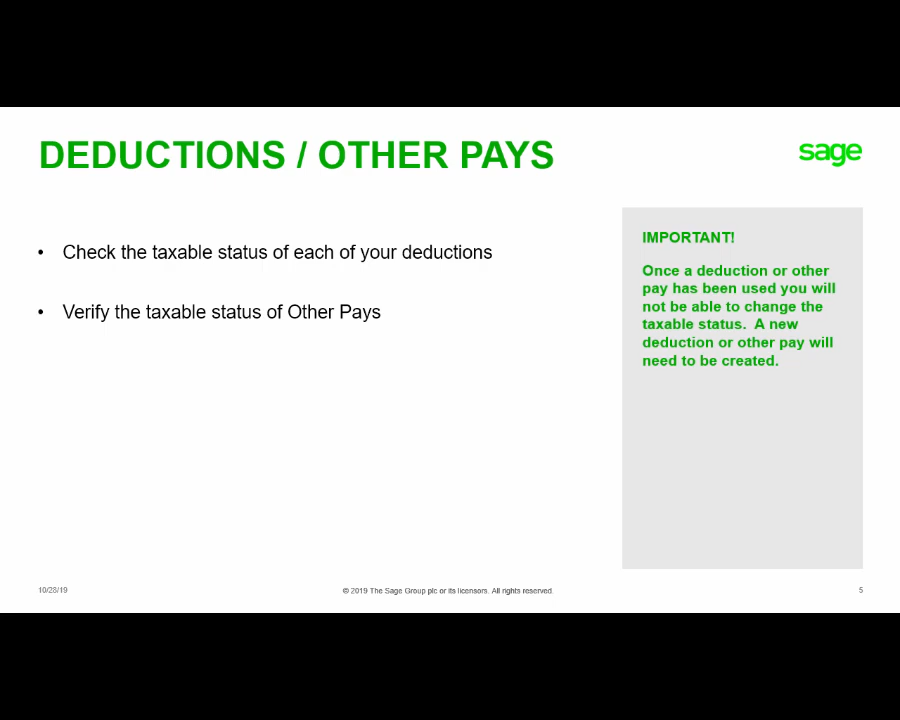 DEDUCTIONS / OTHER PAYS
sage
• Check the taxable status of each of your deductions
• Verify the taxable status of Other Pays
IMPORTANT!
Once a deduction or other
pay has been used you will
not be able to change the
taxable status. A new
deduction or other pay will
need to be created.
10/28/19
© 2019 The Sage Group plc or its licensors. All rights reserved.
5